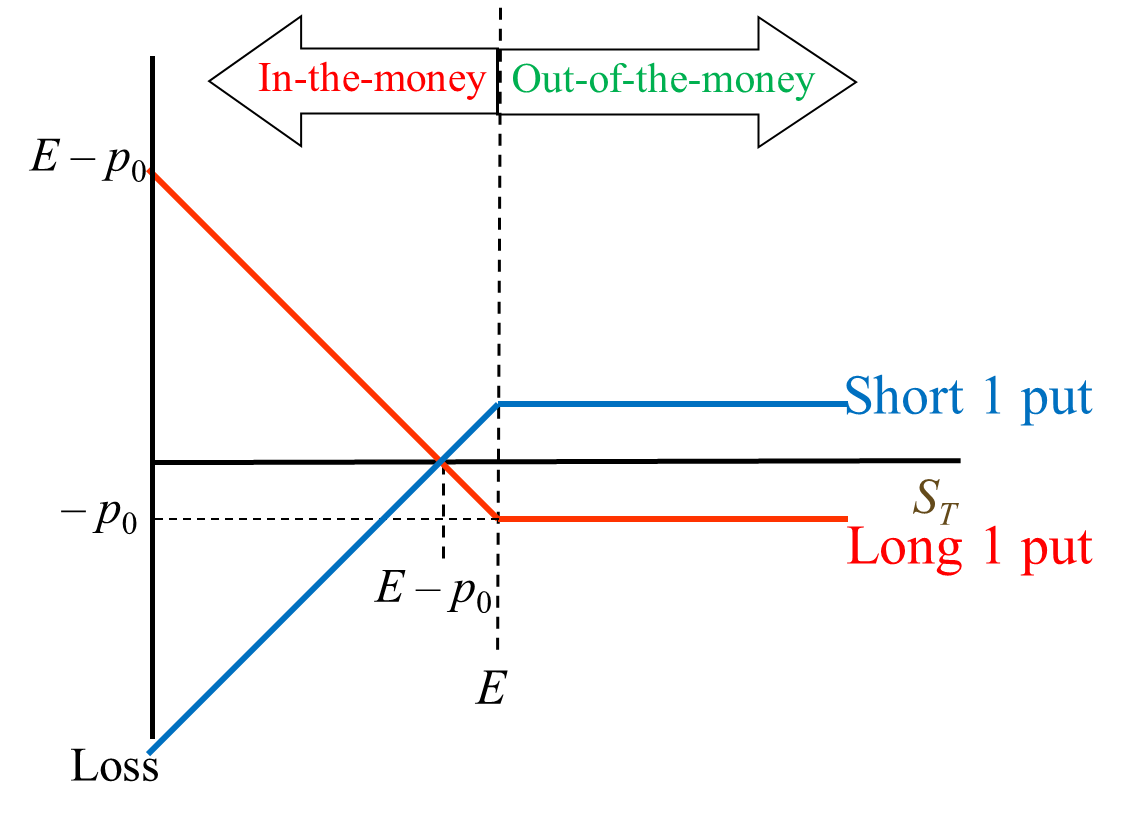 In-the-money
Out-of-the-money
E – p₀
Short 1 put
S_T
– p₀
Long 1 put
E – p₀
E
Loss